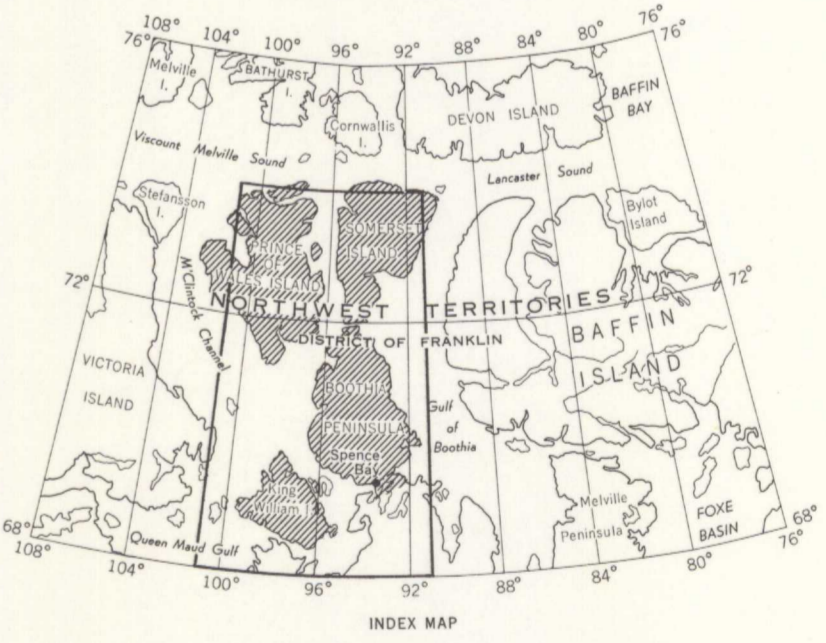 108°
104°
100°
96°
92°
88°
84°
80°
76°
76°
76°
Melville
I.
BATHURST
I.
Cornwallis
I.
DEVON ISLAND
BAFFIN
BAY
Viscount Melville Sound
Lancaster Sound
Stefansson
I.
Bylot
Island
SOMERSET
ISLAND
PRINCE
OF
WALES ISLAND
M'Clintock Channel
72°
72°
NORTHWEST TERRITORIES
DISTRICT OF FRANKLIN
BAFFIN
ISLAND
VICTORIA
ISLAND
BOOTHIA
PENINSULA
Gulf
of
Boothia
Spence
Bay
King
William I.
Melville
Peninsula
FOXE
BASIN
Queen Maud Gulf
68°
68°
108°
104°
100°
96°
92°
88°
84°
80°
76°
INDEX MAP